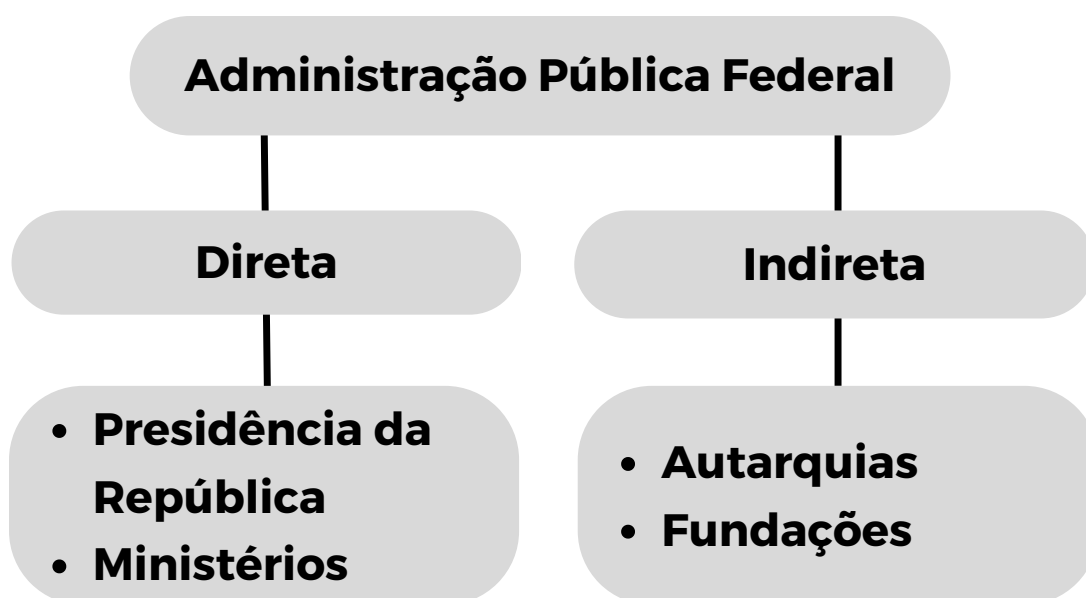 Administração Pública Federal
Direta
Indireta
• Presidência da
República
• Ministérios
• Autarquias
• Fundações